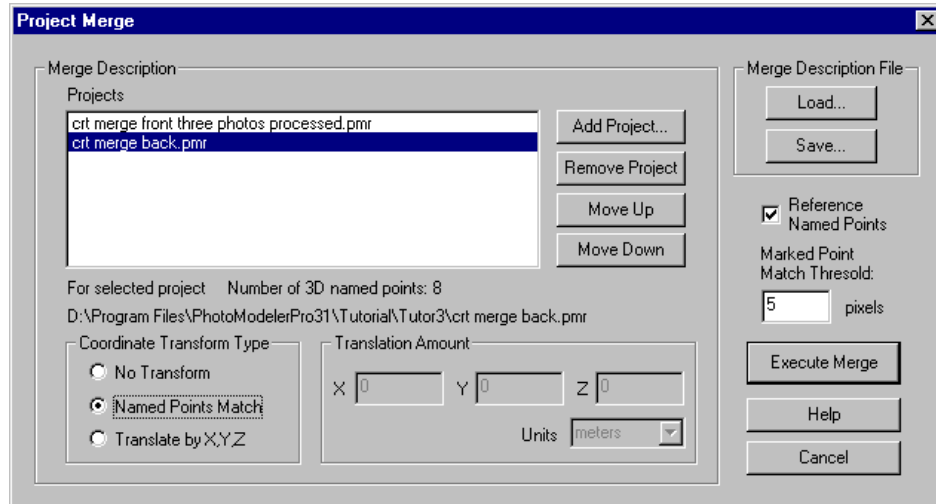 Project Merge
Merge Description
Projects
crt merge front three photos processed.pmr
crt merge back.pmr
Add Project...
Remove Project
Move Up
Move Down
For selected project Number of 3D named points: 8
D:\Program Files\PhotoModelerPro31\Tutorial\Tutor3\crt merge back.pmr
Coordinate Transform Type
No Transform
Named Points Match
Translate by X,Y,Z
Translation Amount
X 0 Y 0 Z 0
Units meters
Merge Description File
Load...
Save...
Reference
Named Points
Marked Point
Match Thresold:
5 pixels
Execute Merge
Help
Cancel